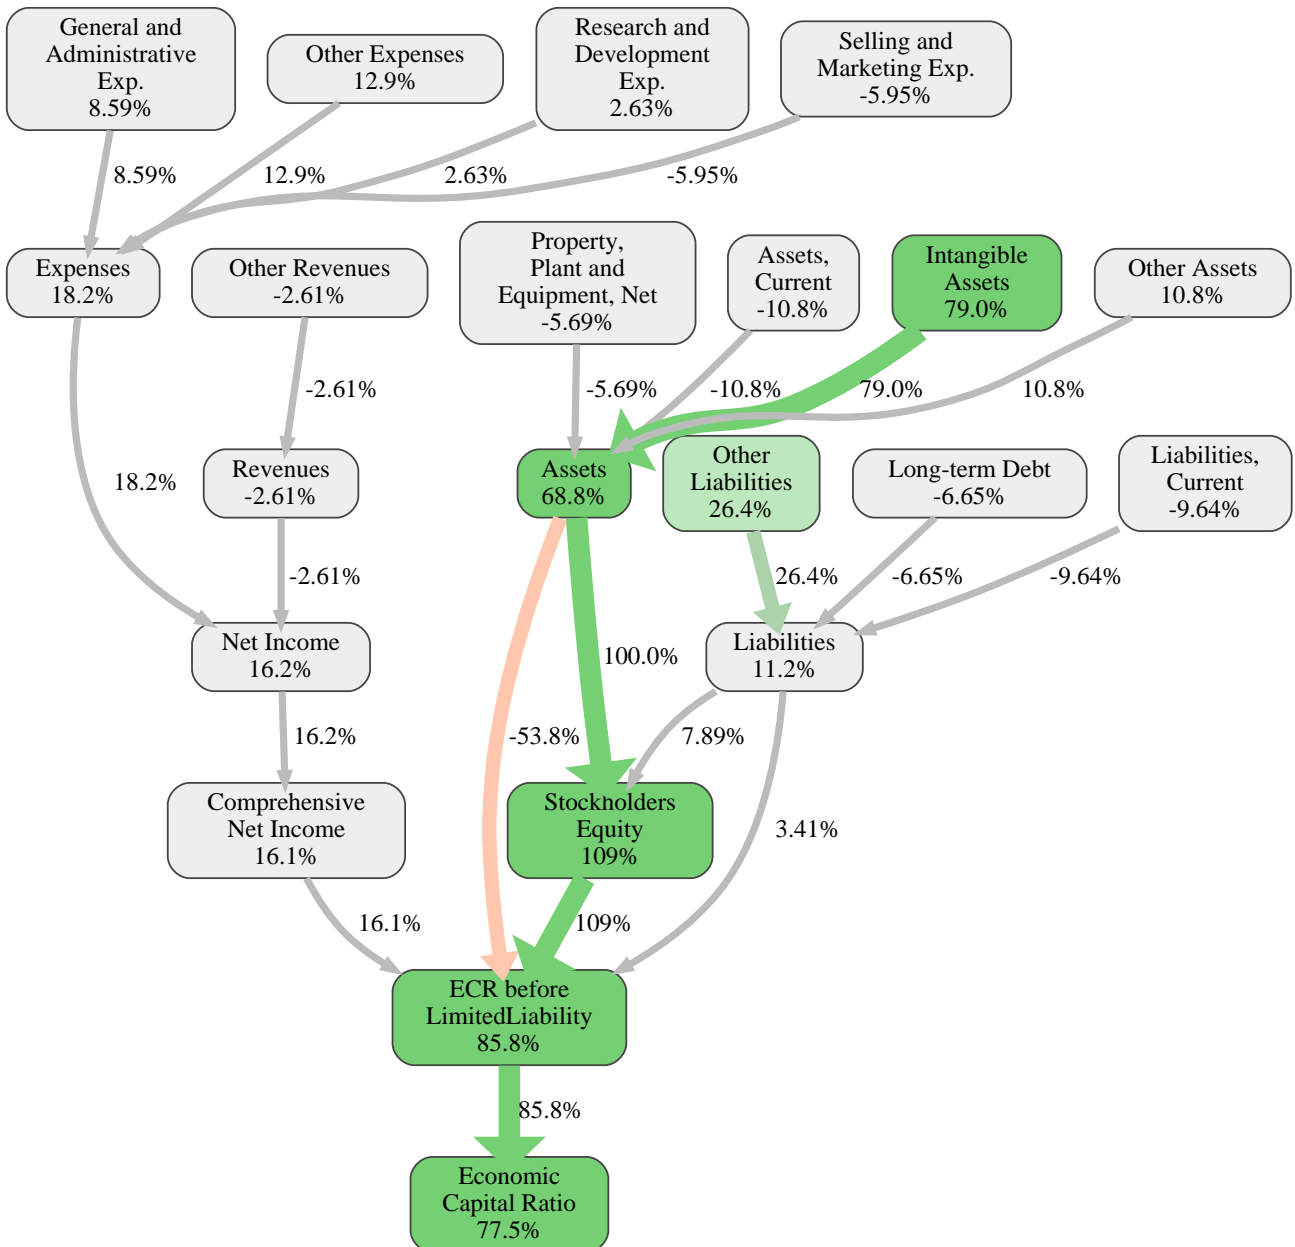 General and
Administrative
Exp.
8.59%
Other Expenses
12.9%
Research and
Development
Exp.
2.63%
Selling and
Marketing Exp.
-5.95%
8.59%
12.9%
2.63%
-5.95%
Expenses
18.2%
Other Revenues
-2.61%
Property,
Plant and
Equipment, Net
-5.69%
Assets,
Current
-10.8%
Intangible
Assets
79.0%
Other Assets
10.8%
-2.61%
-5.69%
-10.8%
79.0%
10.8%
18.2%
Revenues
-2.61%
Assets
68.8%
Other
Liabilities
26.4%
Long-term Debt
-6.65%
Liabilities,
Current
-9.64%
-2.61%
26.4%
-6.65%
-9.64%
Net Income
16.2%
100.0%
Liabilities
11.2%
16.2%
-53.8%
7.89%
Comprehensive
Net Income
16.1%
Stockholders
Equity
109%
3.41%
16.1%
109%
ECR before
LimitedLiability
85.8%
85.8%
Economic
Capital Ratio
77.5%